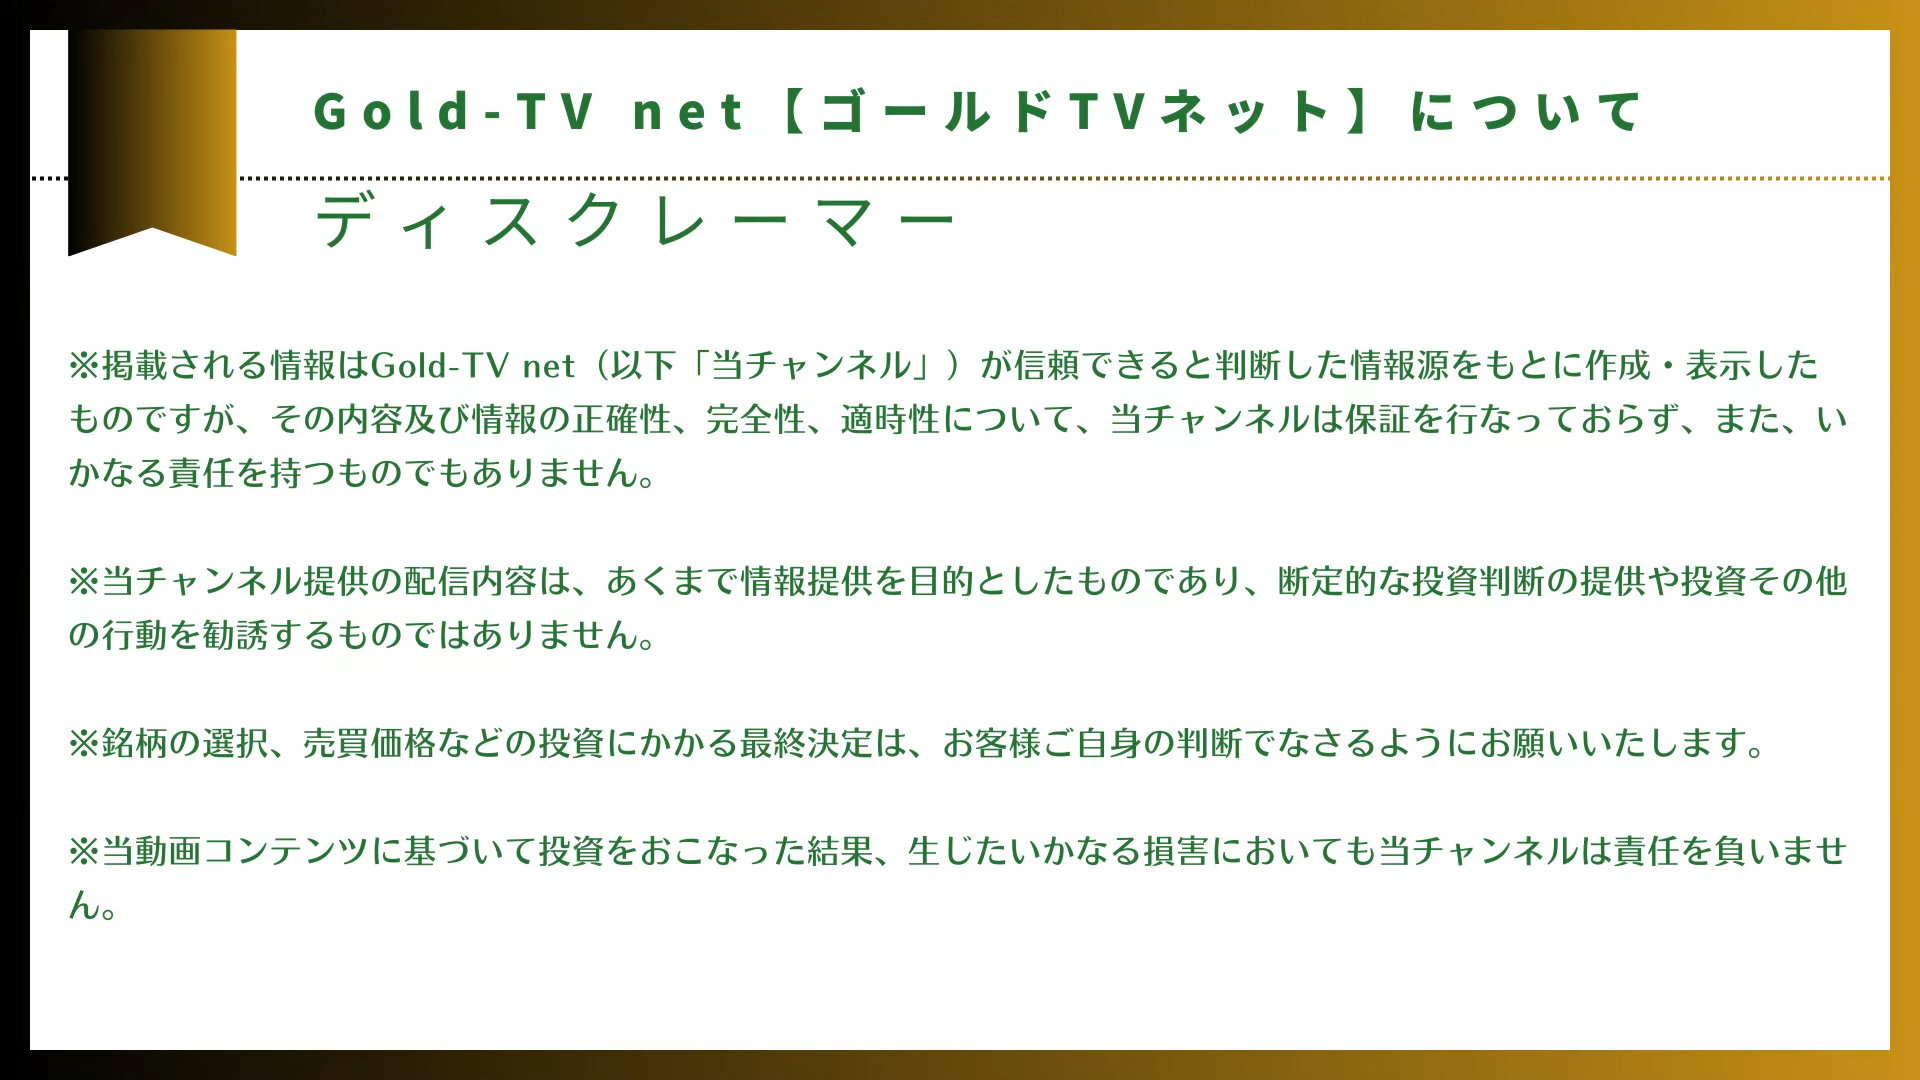 Gold-TV net【ゴールドTVネット】について
ディスクレーマー
※掲載される情報はGold-TV net（以下「当チャンネル」）が信頼できると判断した情報源をもとに作成・表示した
ものですが、その内容及び情報の正確性、完全性、適時性について、当チャンネルは保証を行なっておらず、また、い
かなる責任を持つものでもありません。
※当チャンネル提供の配信内容は、あくまで情報提供を目的としたものであり、断定的な投資判断の提供や投資その他
の行動を勧誘するものではありません。
※銘柄の選択、売買価格などの投資にかかる最終決定は、お客様ご自身の判断でなさるようにお願いいたします。
※当動画コンテンツに基づいて投資をおこなった結果、生じたいかなる損害においても当チャンネルは責任を負いませ
ん。